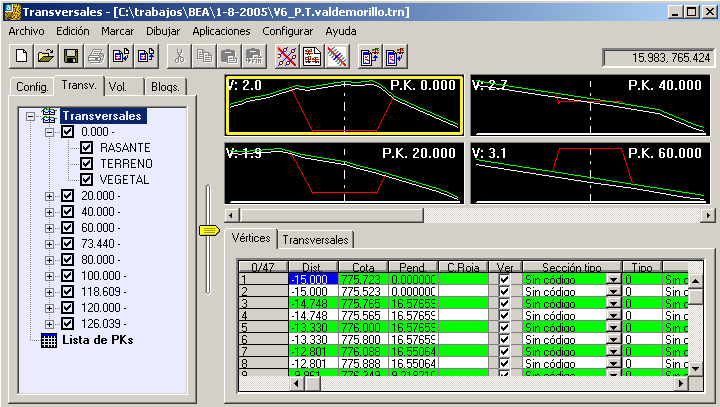 Transversales - [C:\trabajos\BEA\1-8-2005\V6_P.T.valdemorillo.trn]
Archivo Edición Marcar Dibujar Aplicaciones Configurar Ayuda
15.983, 765.424
Config. Transv. Vol. Bloqs.
Transversales
0.000 -
RASANTE
TERRENO
VEGETAL
20.000 -
40.000 -
60.000 -
73.440 -
80.000 -
100.000 -
118.609 -
120.000 -
126.039 -
Lista de PKs
V: 2.0 P.K. 0.000
V: 2.7 P.K. 40.000
V: 1.9 P.K. 20.000
V: 3.1 P.K. 60.000
Vértices Transversales
0/47 Dist. Cota Pend C.Roja Ver Sección tipo Tipo
1 -15.000 775.723 0.000000 Sin código 0 Sin c
2 -15.000 775.523 0.000000 Sin código 0 Sin c
3 -14.748 775.765 16.57659 Sin código 0 Sin c
4 -14.748 775.565 16.57659 Sin código 0 Sin c
5 -13.330 776.000 16.57659 Sin código 0 Sin c
6 -13.330 775.800 16.57659 Sin código 0 Sin c
7 -12.801 776.088 16.55064 Sin código 0 Sin c
8 -12.801 775.888 16.55064 Sin código 0 Sin c